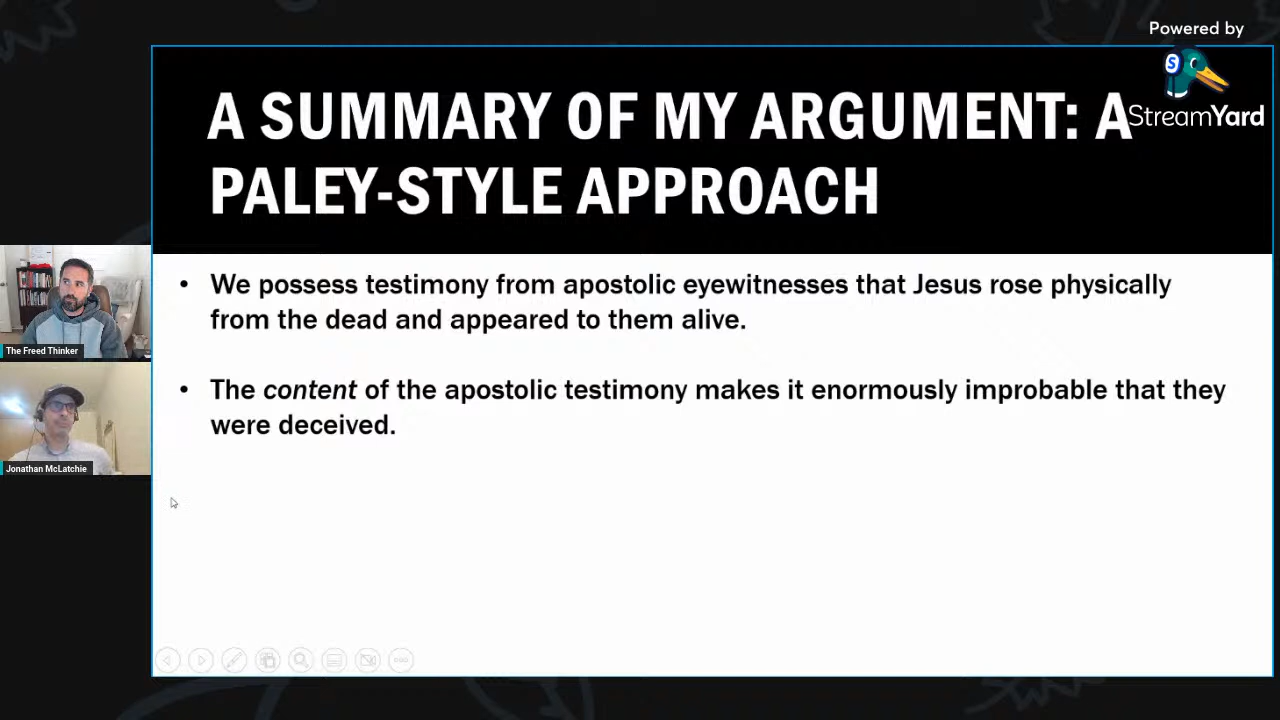 Powered by
StreamYard
A SUMMARY OF MY ARGUMENT: A
PALEY-STYLE APPROACH
• We possess testimony from apostolic eyewitnesses that Jesus rose physically
from the dead and appeared to them alive.
• The content of the apostolic testimony makes it enormously improbable that they
were deceived.
The Freed Thinker
Jonathan McLatchie